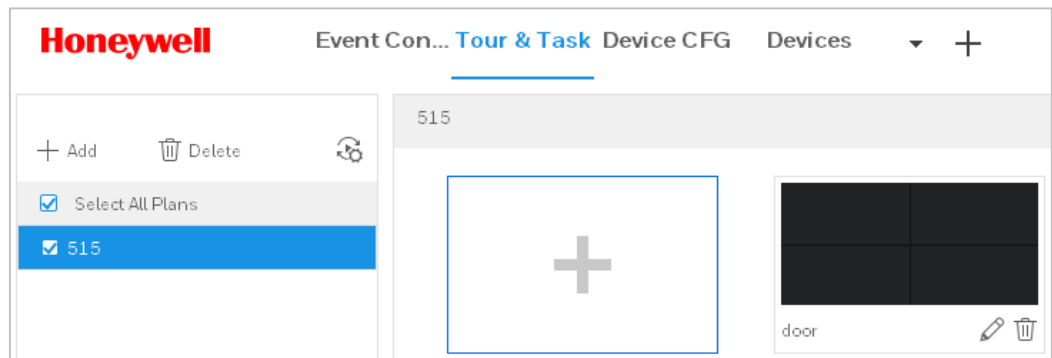 Honeywell
Event Con... Tour & Task Device CFG Devices
515
Add Delete
Select All Plans
515
door